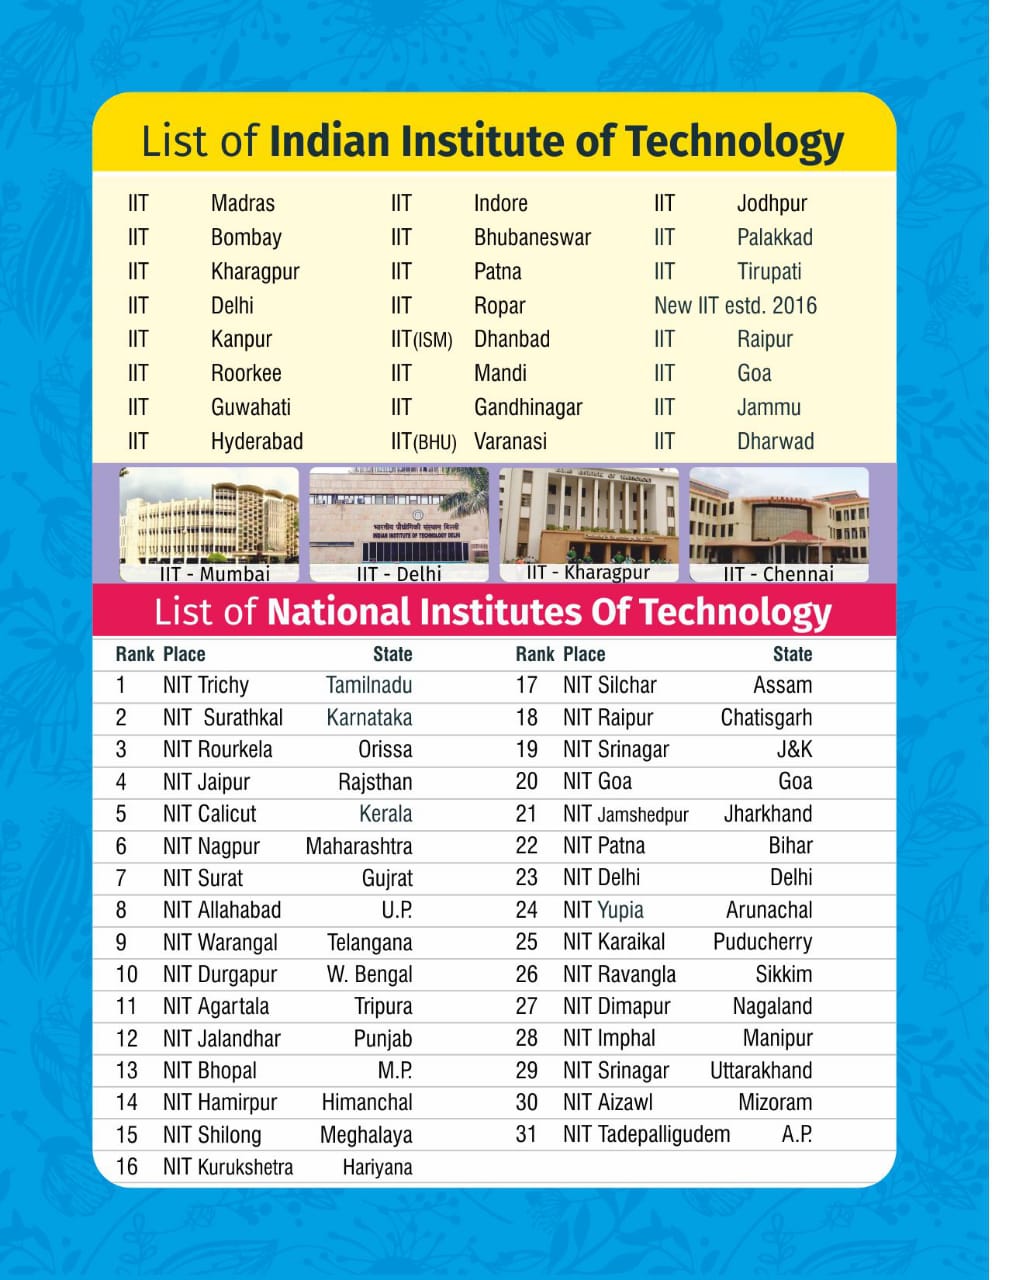 List of Indian Institute of Technology
IIT Madras IIT Indore IIT Jodhpur
IIT Bombay IIT Bhubaneswar IIT Palakkad
IIT Kharagpur IIT Patna IIT Tirupati
IIT Delhi IIT Ropar New IIT estd. 2016
IIT Kanpur IIT(ISM) Dhanbad IIT Raipur
IIT Roorkee IIT Mandi IIT Goa
IIT Guwahati IIT Gandhinagar IIT Jammu
IIT Hyderabad IIT(BHU) Varanasi IIT Dharwad
भारतीय प्रौद्योगिकी संस्थान दिल्ली
INDIAN INSTITUTE OF TECHNOLOGY DELHI
IIT - Mumbai IIT - Delhi IIT - Kharagpur IIT - Chennai
List of National Institutes Of Technology
Rank Place State Rank Place State
1 NIT Trichy Tamilnadu 17 NIT Silchar Assam
2 NIT Surathkal Karnataka 18 NIT Raipur Chatisgarh
3 NIT Rourkela Orissa 19 NIT Srinagar J&K
4 NIT Jaipur Rajsthan 20 NIT Goa Goa
5 NIT Calicut Kerala 21 NIT Jamshedpur Jharkhand
6 NIT Nagpur Maharashtra 22 NIT Patna Bihar
7 NIT Surat Gujrat 23 NIT Delhi Delhi
8 NIT Allahabad U.P. 24 NIT Yupia Arunachal
9 NIT Warangal Telangana 25 NIT Karaikal Puducherry
10 NIT Durgapur W. Bengal 26 NIT Ravangla Sikkim
11 NIT Agartala Tripura 27 NIT Dimapur Nagaland
12 NIT Jalandhar Punjab 28 NIT Imphal Manipur
13 NIT Bhopal M.P. 29 NIT Srinagar Uttarakhand
14 NIT Hamirpur Himanchal 30 NIT Aizawl Mizoram
15 NIT Shilong Meghalaya 31 NIT Tadepalligudem A.P.
16 NIT Kurukshetra Hariyana